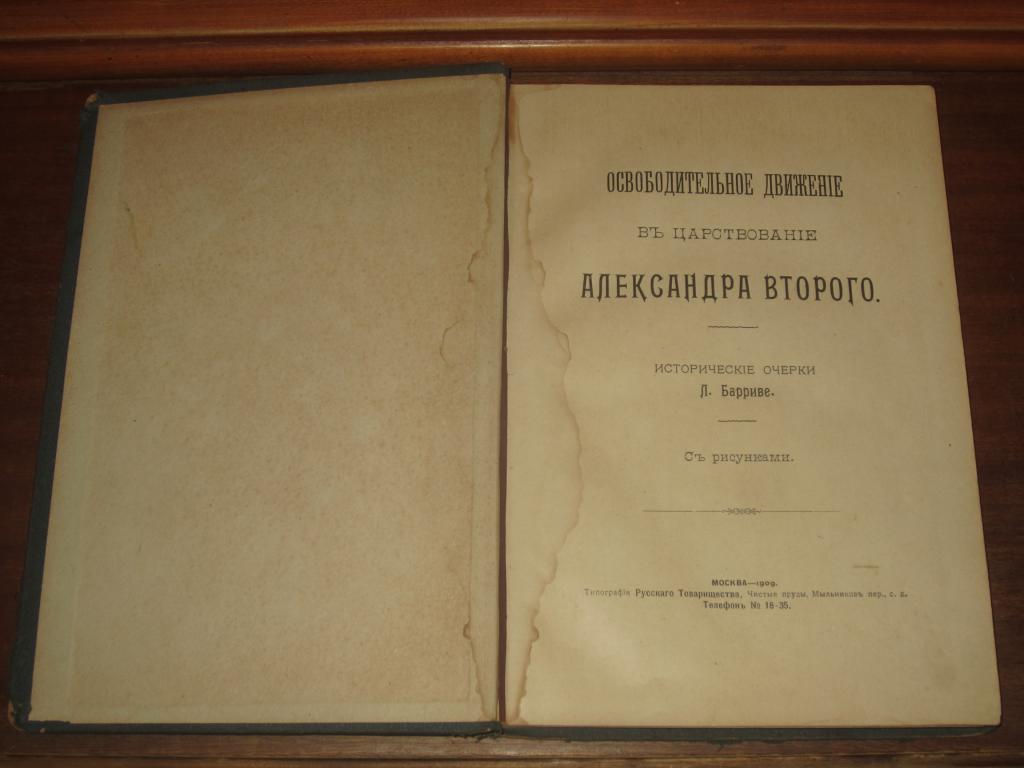 ОСВОБОДИТЕЛЬНОЕ ДВИЖЕНІЕ
ВЪ ЦАРСТВОВАНІЕ
АЛЕКСАНДРА ВТОРОГО.
ИСТОРИЧЕСКІЕ ОЧЕРКИ
Л. Барриве.
Съ рисунками.
МОСКВА—1909.
Типографія Русскаго Товарищества, Чистые пруды, Мыльниковъ пер., с. д.
Телефонъ № 18-35.